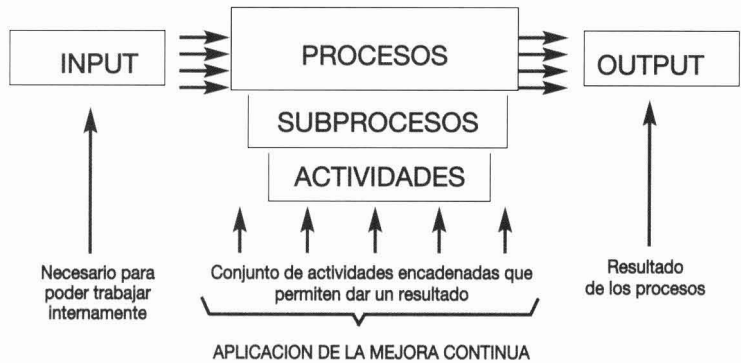 INPUT
PROCESOS
OUTPUT
SUBPROCESOS
ACTIVIDADES
Necesario para
poder trabajar
internamente
Conjunto de actividades encadenadas que
permiten dar un resultado
Resultado
de los procesos
APLICACION DE LA MEJORA CONTINUA